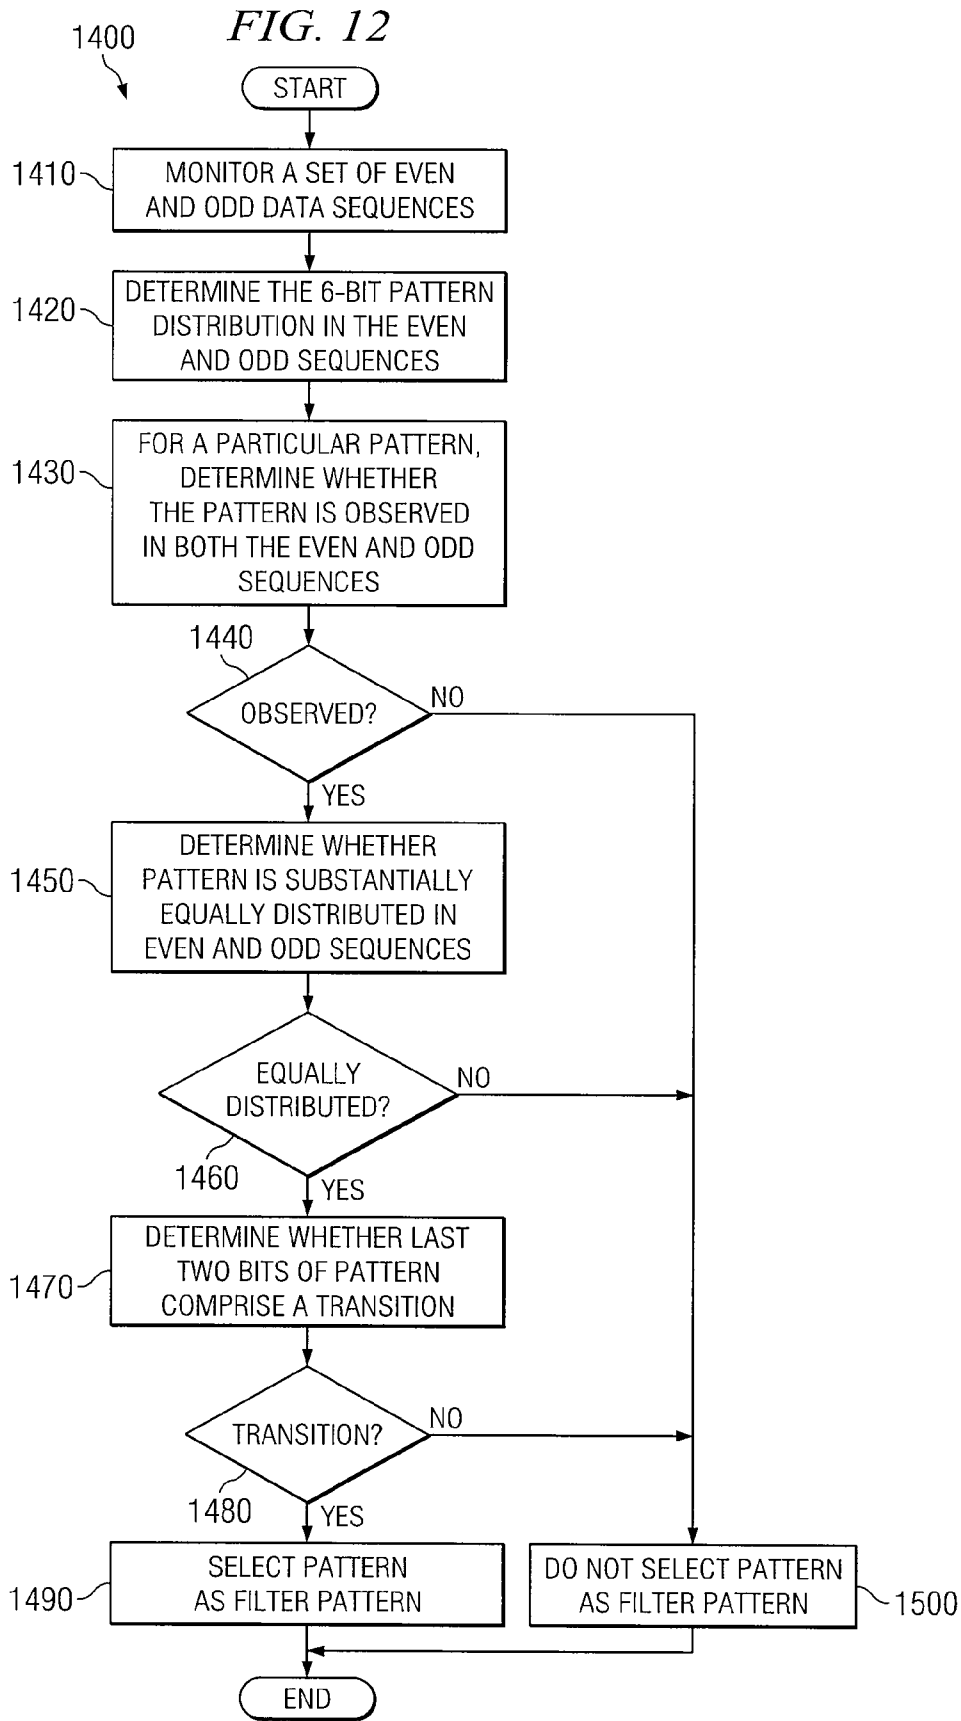 FIG. 12
1400
START
1410
MONITOR A SET OF EVEN
AND ODD DATA SEQUENCES
1420
DETERMINE THE 6-BIT PATTERN
DISTRIBUTION IN THE EVEN
AND ODD SEQUENCES
1430
FOR A PARTICULAR PATTERN,
DETERMINE WHETHER
THE PATTERN IS OBSERVED
IN BOTH THE EVEN AND ODD
SEQUENCES
1440
OBSERVED?
NO
YES
1450
DETERMINE WHETHER
PATTERN IS SUBSTANTIALLY
EQUALLY DISTRIBUTED IN
EVEN AND ODD SEQUENCES
EQUALLY
DISTRIBUTED?
NO
1460
YES
1470
DETERMINE WHETHER LAST
TWO BITS OF PATTERN
COMPRISE A TRANSITION
TRANSITION?
NO
1480
YES
1490
SELECT PATTERN
AS FILTER PATTERN
DO NOT SELECT PATTERN
AS FILTER PATTERN
1500
END